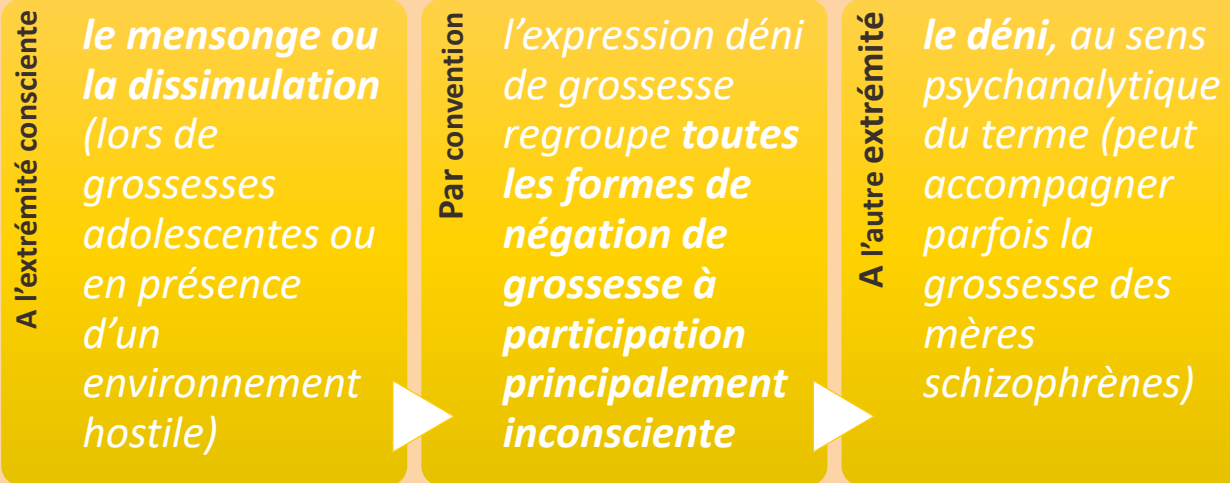 A l'extrémité consciente
le mensonge ou
la dissimulation
(lors de
grossesses
adolescentes ou
en présence
d'un
environnement
hostile)
Par convention
l'expression déni
de grossesse
regroupe toutes
les formes de
négation de
grossesse à
participation
principalement
inconsciente
A l'autre extrémité
le déni, au sens
psychanalytique
du terme (peut
accompagner
parfois la
grossesse des
mères
schizophrènes)